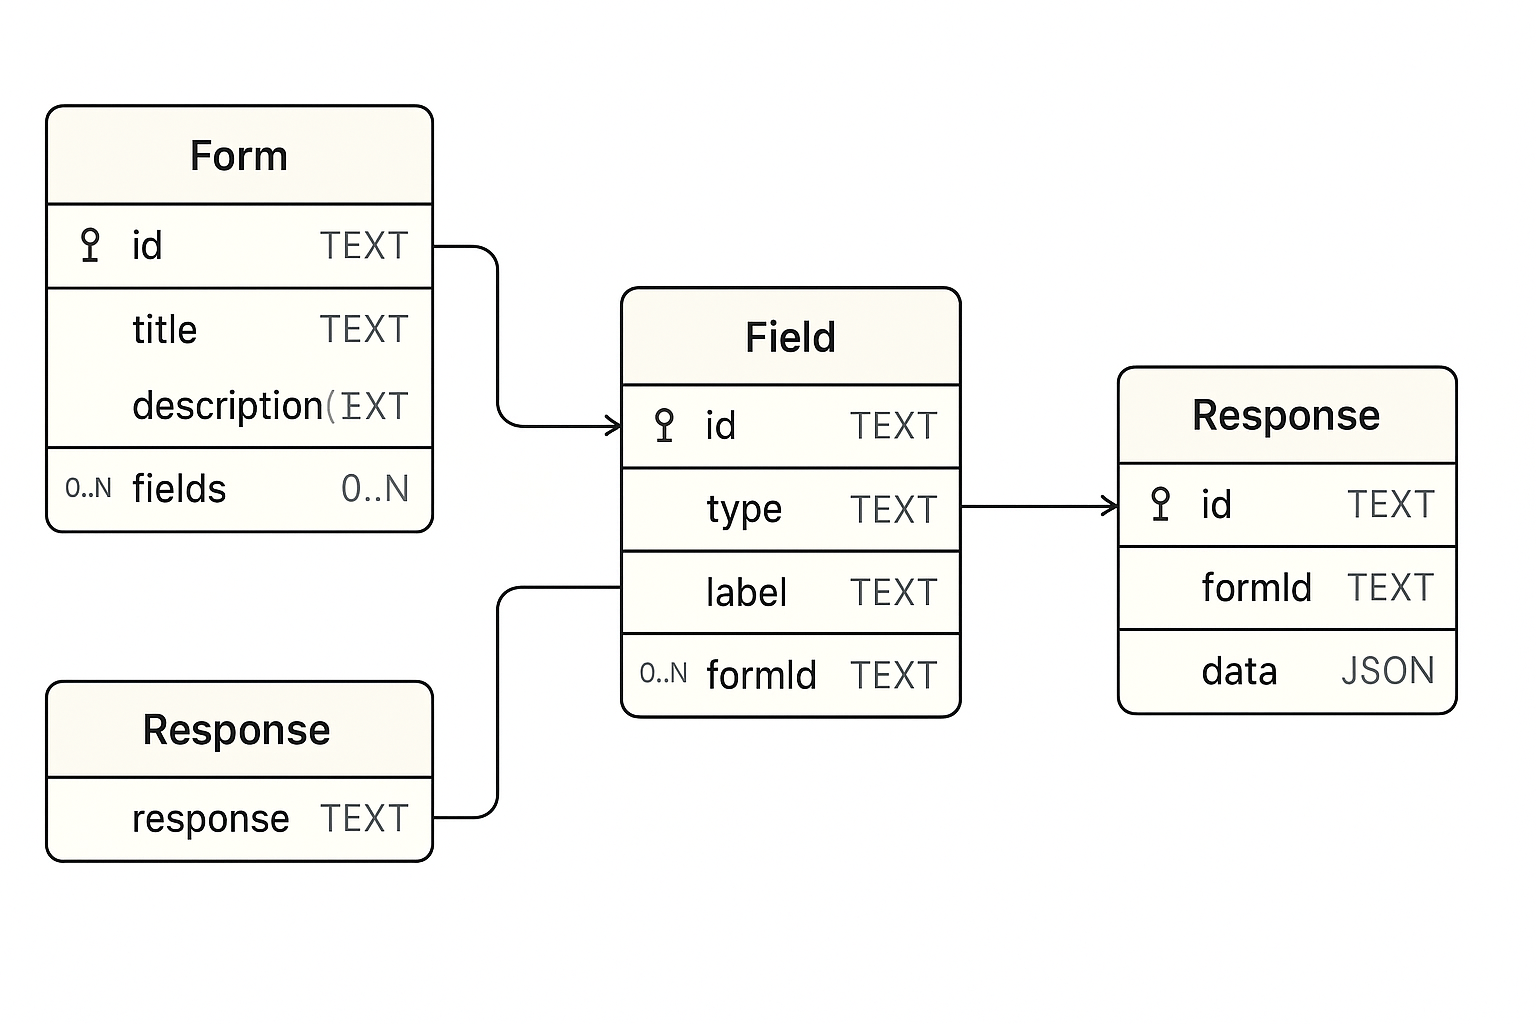 Form
id TEXT
title TEXT
description(EXT
0..N fields 0..N
Field
id TEXT
type TEXT
label TEXT
0..N formId TEXT
Response
id TEXT
formId TEXT
data JSON
Response
response TEXT